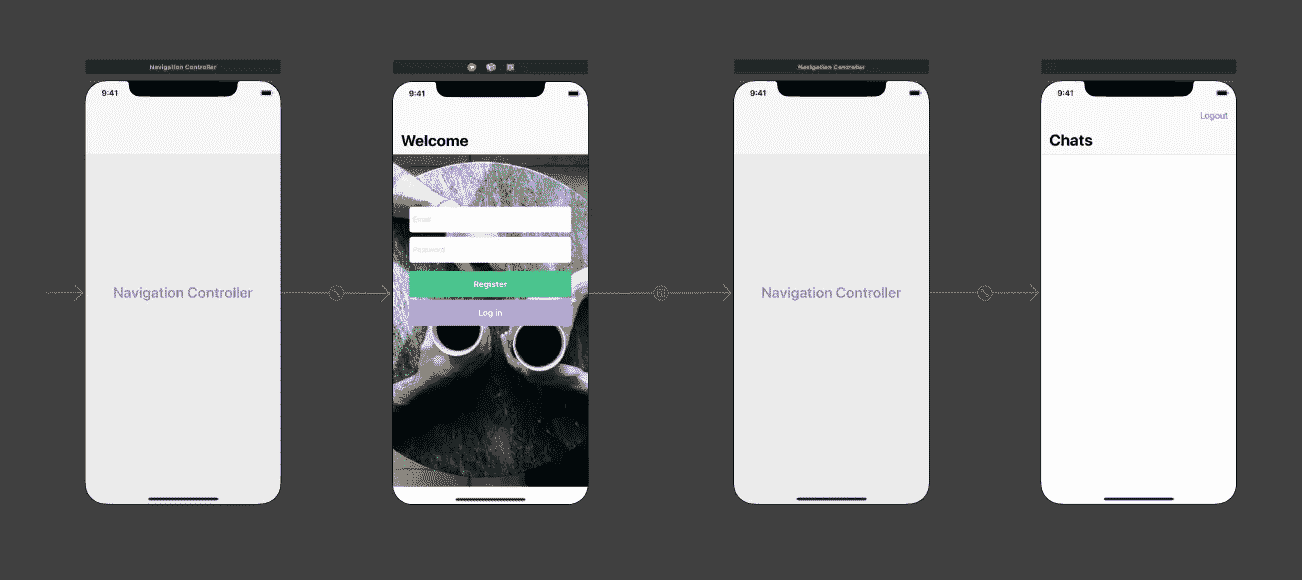 Navigation Controller
9:41
Navigation Controller
9:41
Welcome
Email
Password
Register
Log in
Navigation Controller
9:41
Navigation Controller
9:41
Logout
Chats